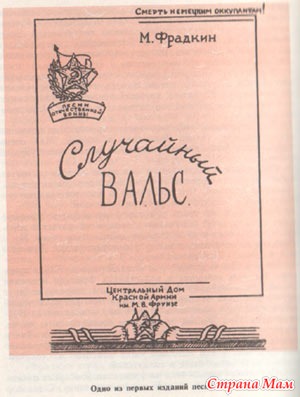 СМЕРТЬ НЕМЕЦКИМ ОККУПАНТАМ!
М. Фрадкин
ПЕСНИ
ОТЕЧЕСТВЕННОЙ
ВОЙНЫ
Случайный
ВАЛЬС.
ЦЕНТРАЛЬНЫЙ ДОМ
КРАСНОЙ АРМИИ
ИМ. М. В. ФРУНЗЕ
Одно из первых изданий
Страна Мам